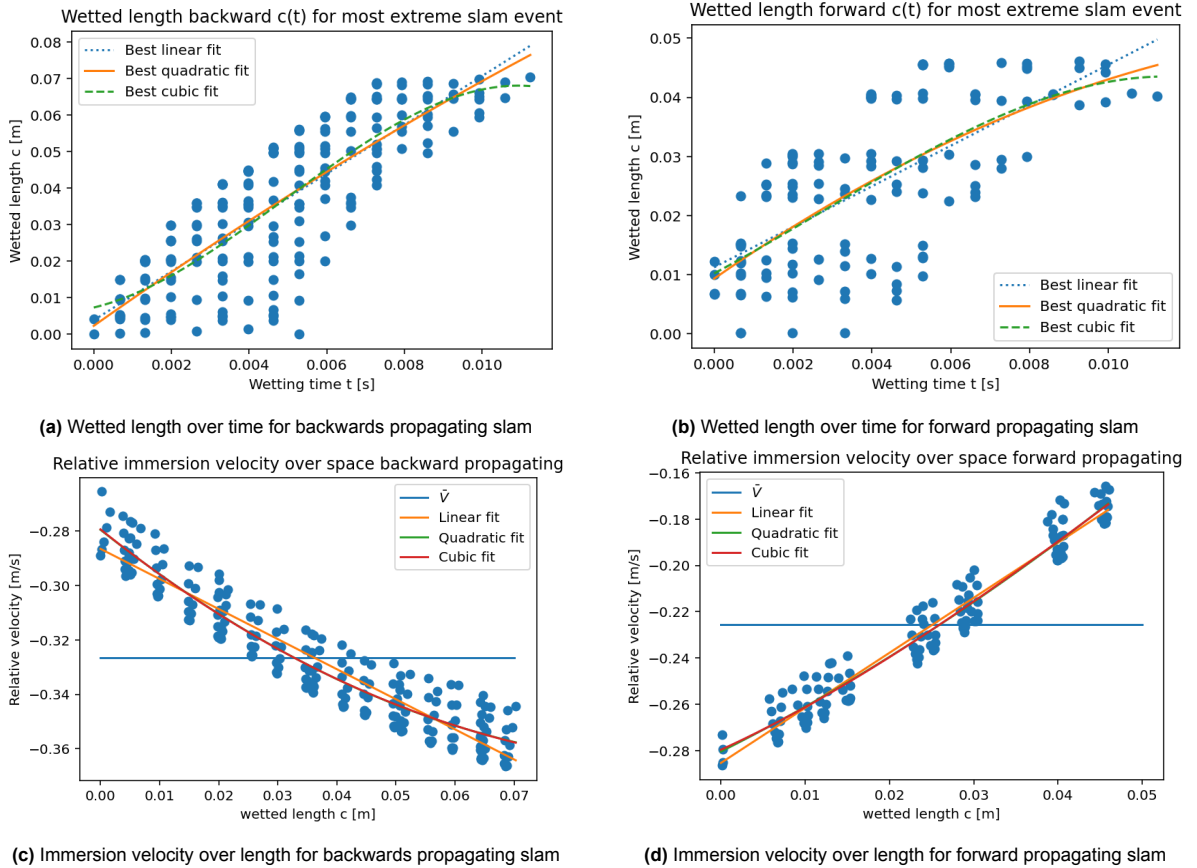 Wetted length backward c(t) for most extreme slam event
0.08
0.07
0.06
0.05
0.04
0.03
0.02
0.01
0.00
Wetted length c [m]
Best linear fit
Best quadratic fit
Best cubic fit
0.000 0.002 0.004 0.006 0.008 0.010
Wetting time t [s]
(a) Wetted length over time for backwards propagating slam
Wetted length forward c(t) for most extreme slam event
0.05
0.04
0.03
0.02
0.01
0.00
Wetted length c [m]
Best linear fit
Best quadratic fit
Best cubic fit
0.000 0.002 0.004 0.006 0.008 0.010
Wetting time t [s]
(b) Wetted length over time for forward propagating slam
Relative immersion velocity over space backward propagating
−0.28
−0.30
−0.32
−0.34
−0.36
Relative velocity [m/s]
V̄
Linear fit
Quadratic fit
Cubic fit
0.00 0.01 0.02 0.03 0.04 0.05 0.06 0.07
wetted length c [m]
(c) Immersion velocity over length for backwards propagating slam
Relative immersion velocity over space forward propagating
−0.16
−0.18
−0.20
−0.22
−0.24
−0.26
−0.28
Relative velocity [m/s]
V̄
Linear fit
Quadratic fit
Cubic fit
0.00 0.01 0.02 0.03 0.04 0.05
wetted length c [m]
(d) Immersion velocity over length for forward propagating slam